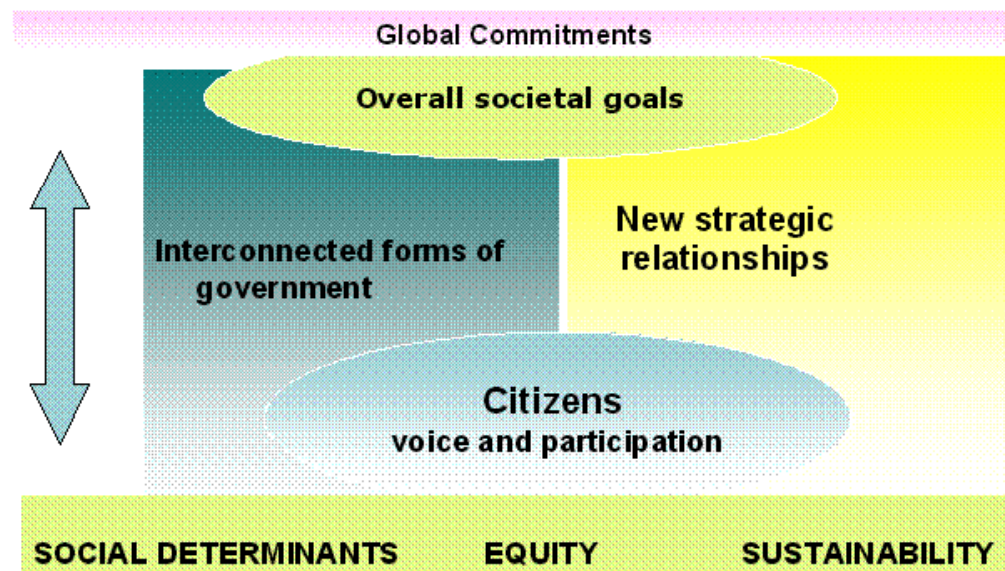 Global Commitments
Overall societal goals
Interconnected forms of
government
New strategic
relationships
Citizens
voice and participation
SOCIAL DETERMINANTS EQUITY SUSTAINABILITY